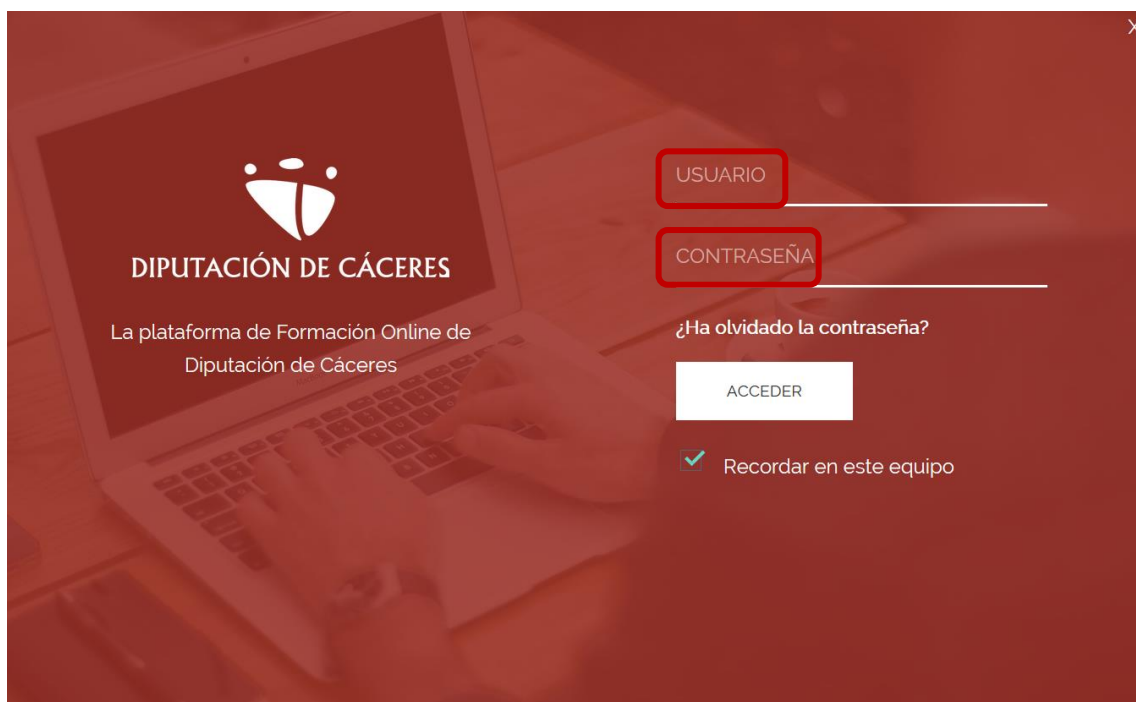 X
DIPUTACIÓN DE CÁCERES
La plataforma de Formación Online de
Diputación de Cáceres
USUARIO
CONTRASEÑA
¿Ha olvidado la contraseña?
ACCEDER
Recordar en este equipo